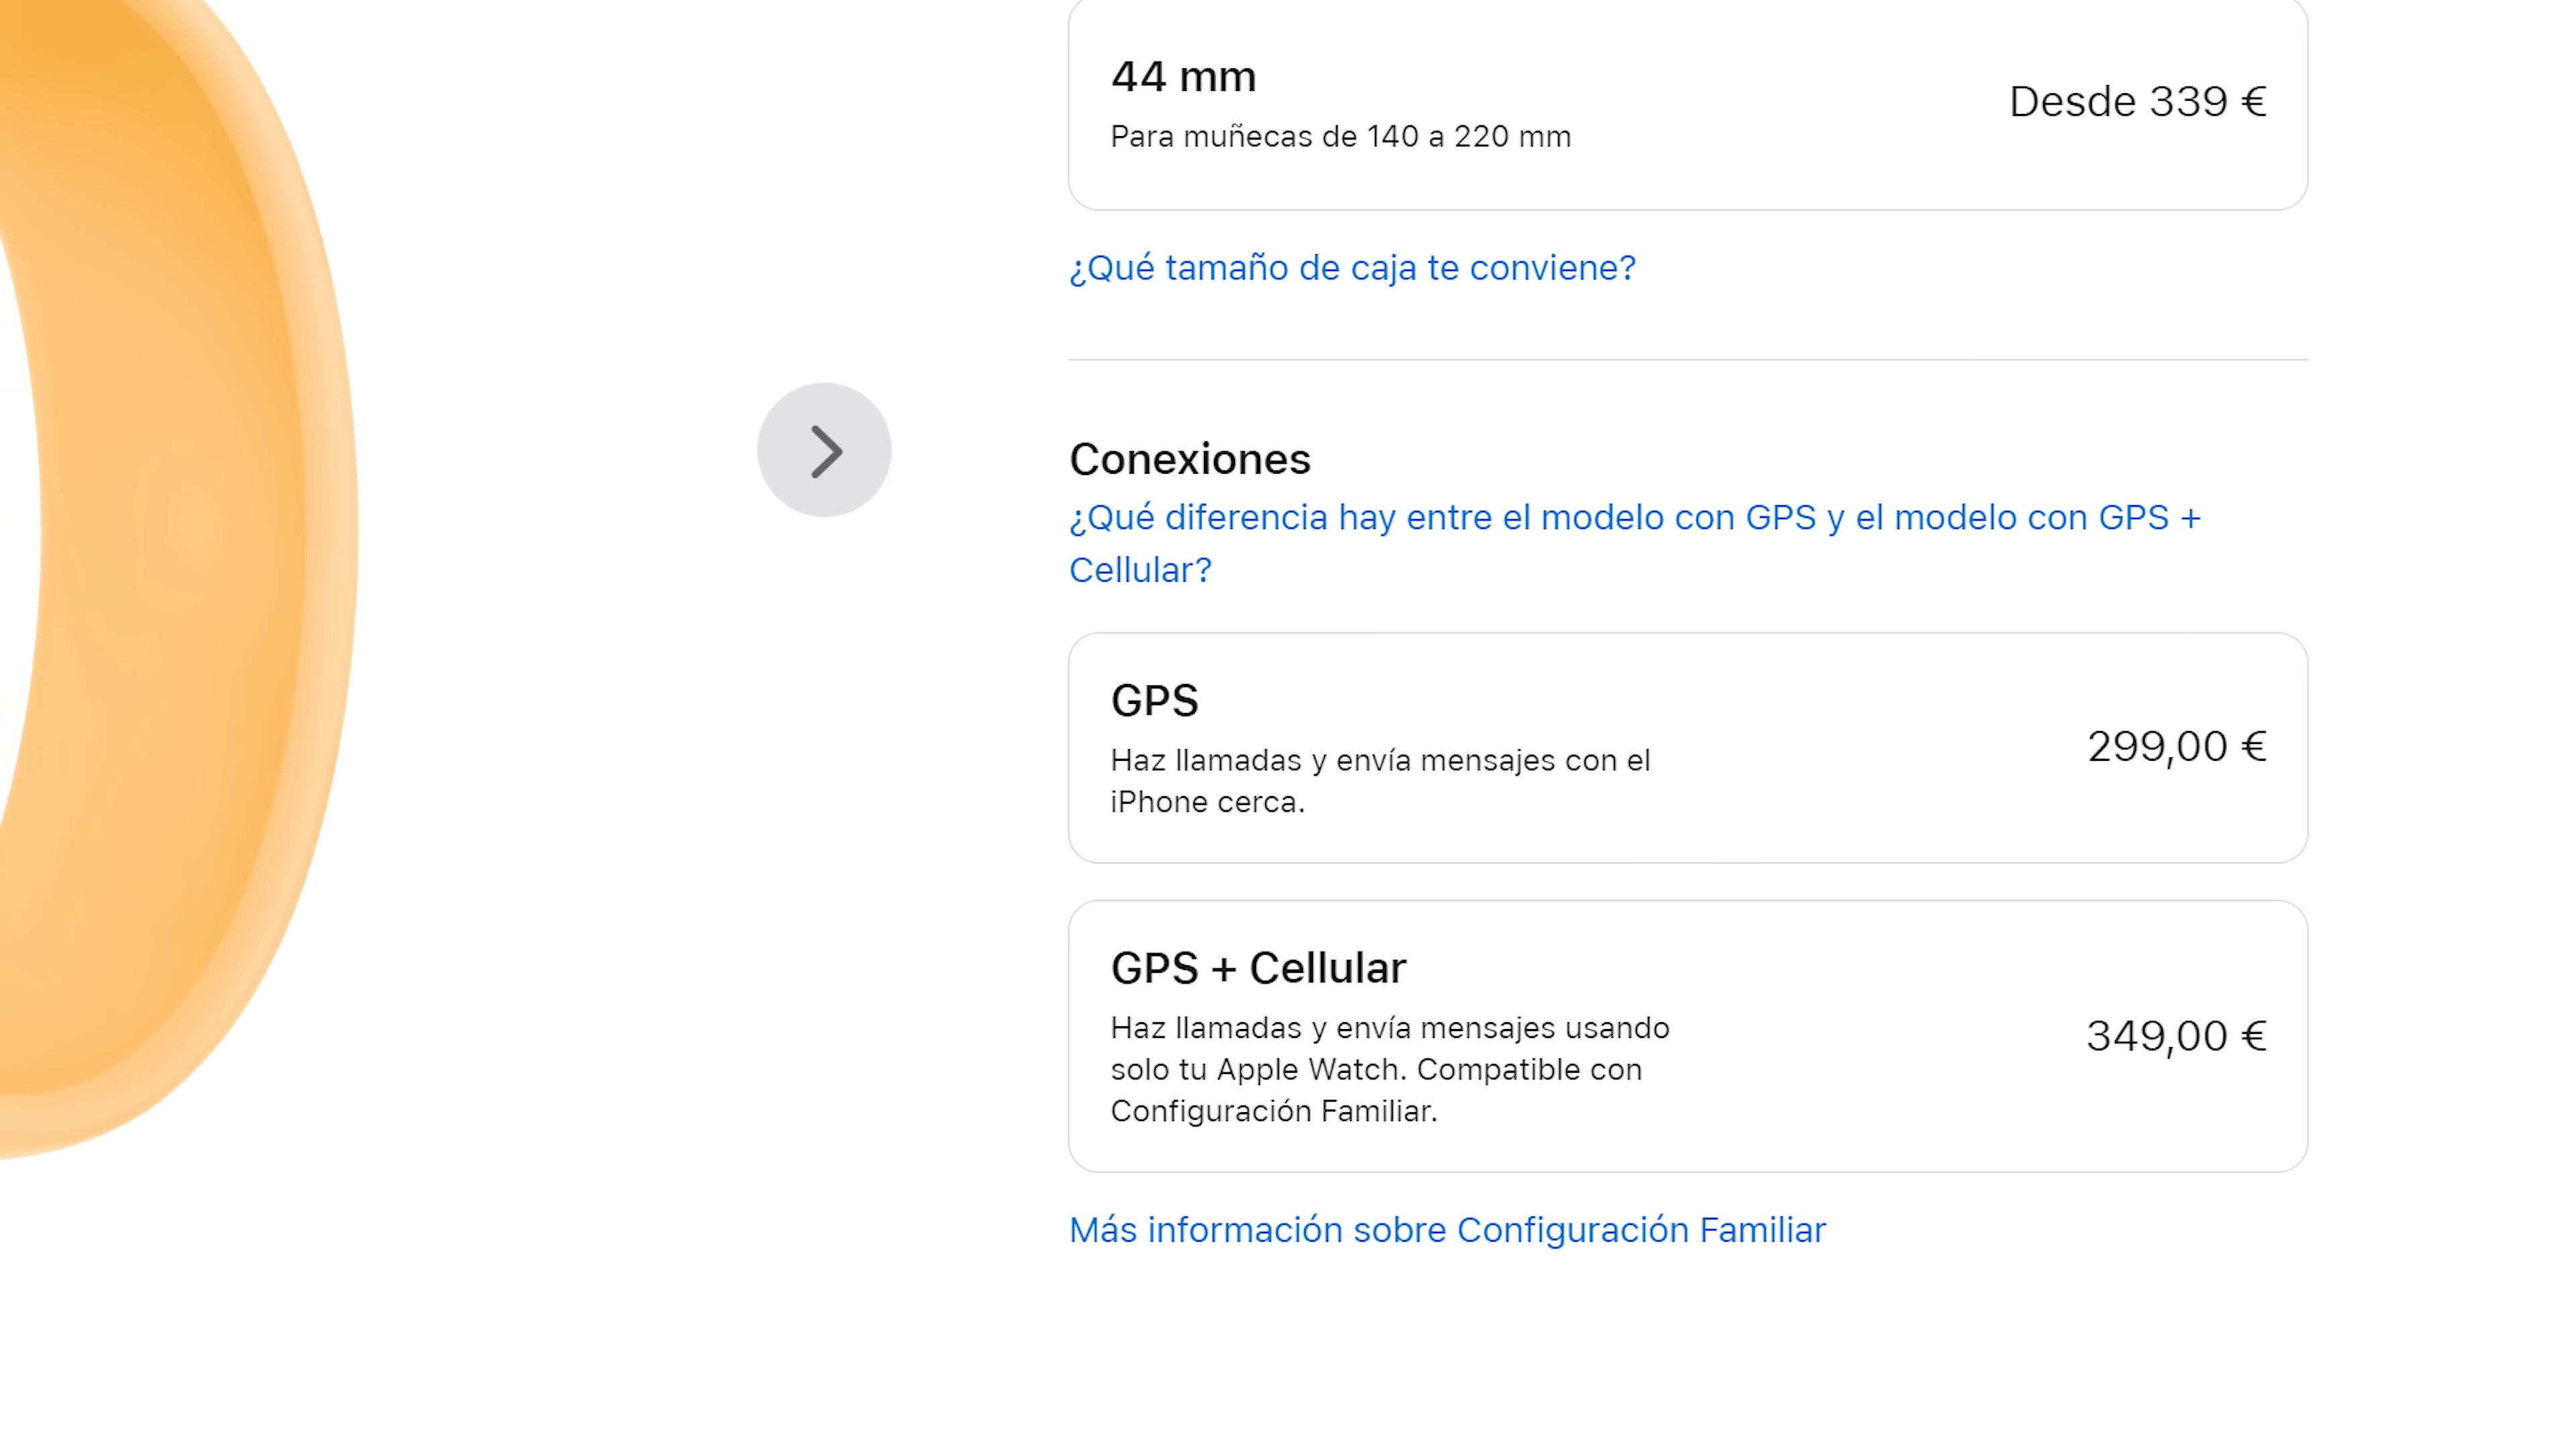 44 mm
Desde 339 €
Para muñecas de 140 a 220 mm
¿Qué tamaño de caja te conviene?
Conexiones
¿Qué diferencia hay entre el modelo con GPS y el modelo con GPS +
Cellular?
GPS
Haz llamadas y envía mensajes con el
iPhone cerca.
299,00 €
GPS + Cellular
Haz llamadas y envía mensajes usando
solo tu Apple Watch. Compatible con
Configuración Familiar.
349,00 €
Más información sobre Configuración Familiar